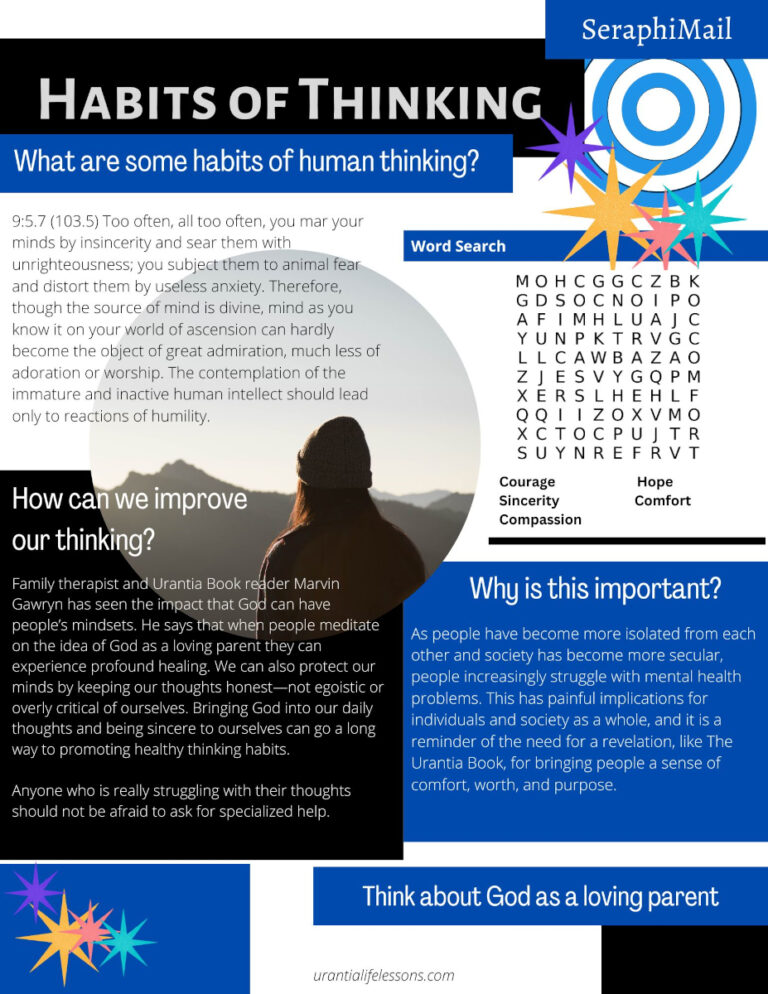 SeraphiMail
HABITS OF THINKING
What are some habits of human thinking?
9:5.7 (103.5) Too often, all too often, you mar your
minds by insincerity and sear them with
unrighteousness; you subject them to animal fear
and distort them by useless anxiety. Therefore,
though the source of mind is divine, mind as you
know it on your world of ascension can hardly
become the object of great admiration, much less of
adoration or worship. The contemplation of the
immature and inactive human intellect should lead
only to reactions of humility.
Word Search
M O H C G G C Z B K
G D S O C N O I P O
A F I M H L U A J C
Y U N P K T R V G C
L L C A W B A Z A O
Z J E S V Y G Q P M
X E R S L H E H L F
Q Q I I Z O X V M O
X C T O C P U J T R
S U Y N R E F R V T
Courage Hope
Sincerity Comfort
Compassion
How can we improve
our thinking?
Family therapist and Urantia Book reader Marvin
Gawryn has seen the impact that God can have
people's mindsets. He says that when people meditate
on the idea of God as a loving parent they can
experience profound healing. We can also protect our
minds by keeping our thoughts honest—not egoistic or
overly critical of ourselves. Bringing God into our daily
thoughts and being sincere to ourselves can go a long
way to promoting healthy thinking habits.
Anyone who is really struggling with their thoughts
should not be afraid to ask for specialized help.
Why is this important?
As people have become more isolated from each
other and society has become more secular,
people increasingly struggle with mental health
problems. This has painful implications for
individuals and society as a whole, and it is a
reminder of the need for a revelation, like The
Urantia Book, for bringing people a sense of
comfort, worth, and purpose.
Think about God as a loving parent
urantialifelessons.com